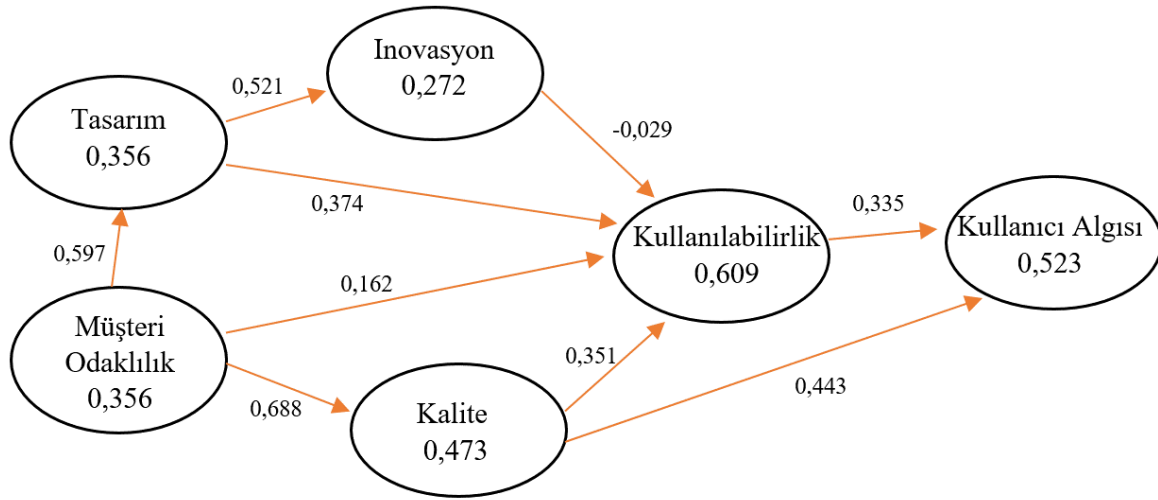 Inovasyon
0,272
0,521
Tasarım
0,356
-0,029
0,374
Kullanılabilirlik
0,609
0,335
Kullanıcı Algısı
0,523
0,597
0,162
Müşteri
Odaklılık
0,356
0,351
0,443
0,688
Kalite
0,473